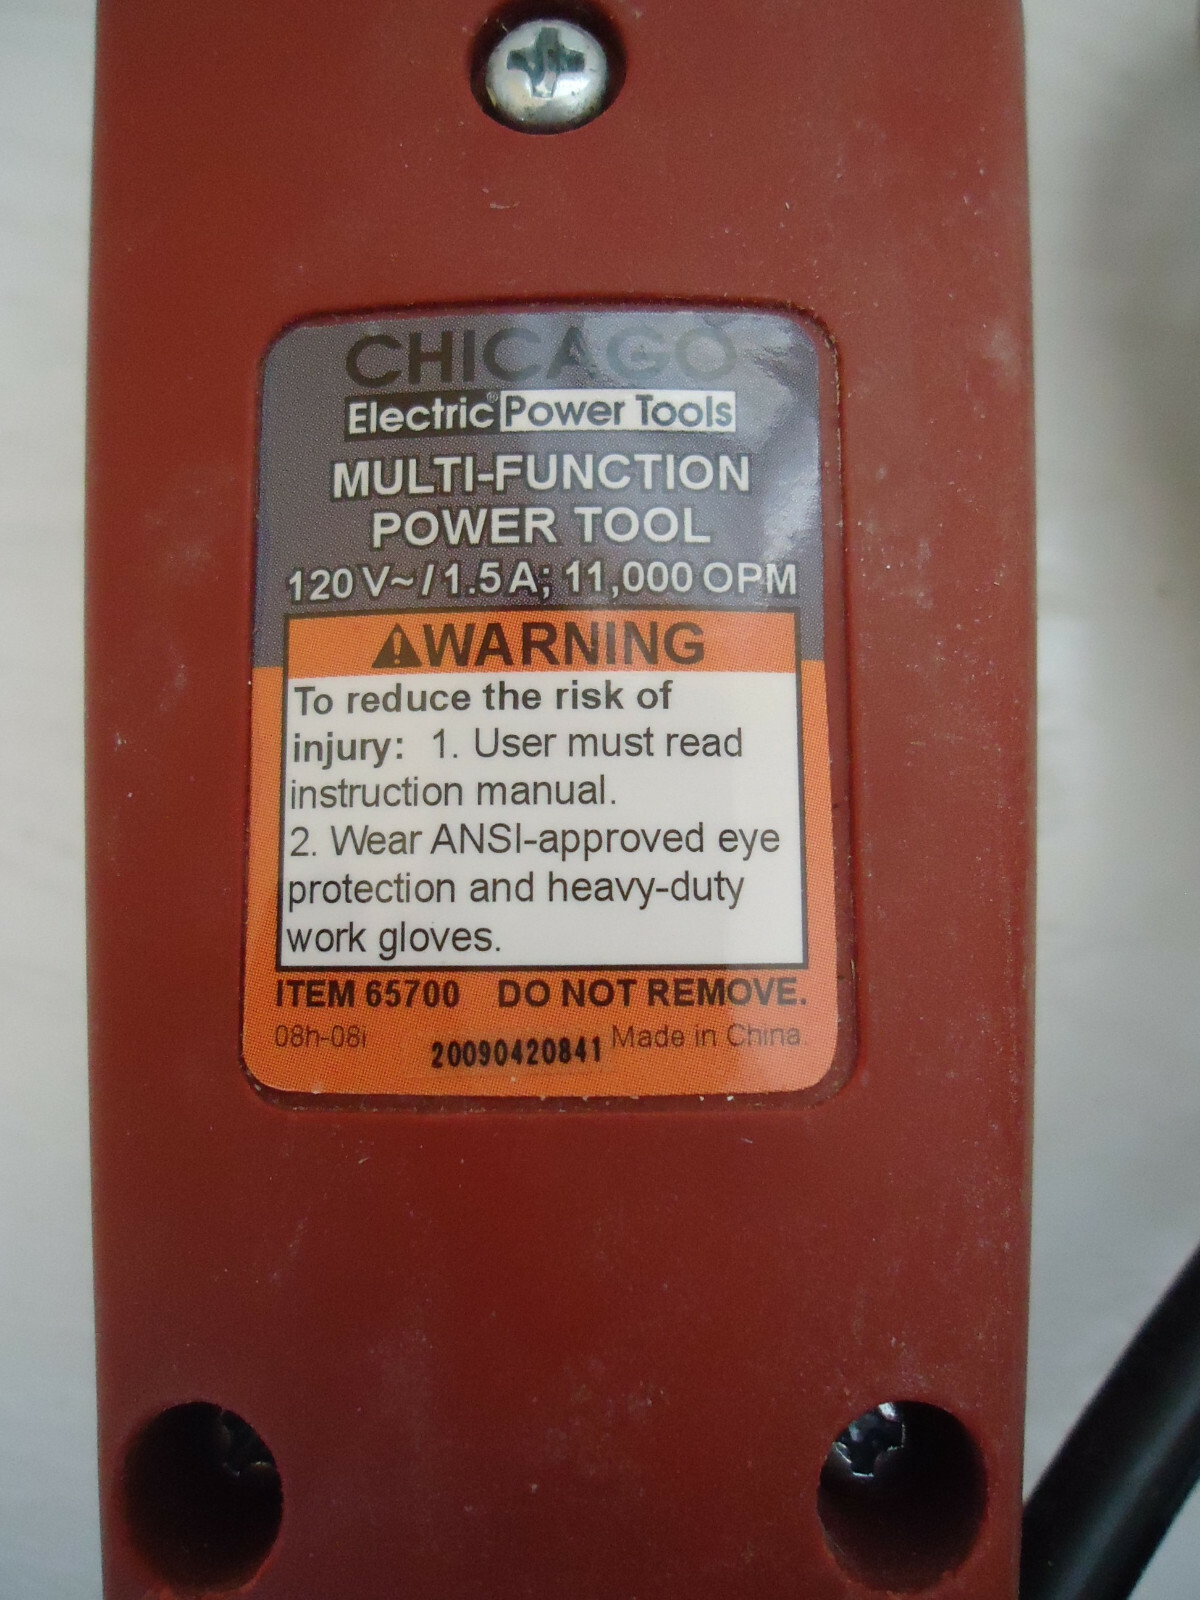 CHICAGO
Electric® Power Tools
MULTI-FUNCTION
POWER TOOL
120 V~ / 1.5 A; 11,000 OPM
⚠WARNING
To reduce the risk of
injury: 1. User must read
instruction manual.
2. Wear ANSI-approved eye
protection and heavy-duty
work gloves.
ITEM 65700 DO NOT REMOVE.
08h-08i 20090420841 Made in China.